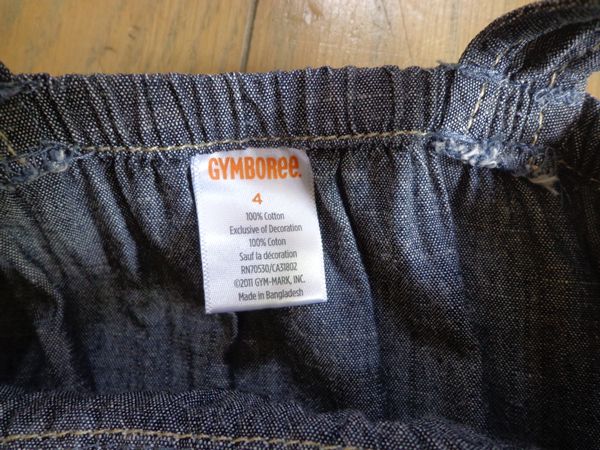 GYMBOREE.
4
100% Cotton
Exclusive of Decoration
100% Coton
Sauf la décoration
RN70530/CA31802
©2011 GYM-MARK, INC.
Made in Bangladesh